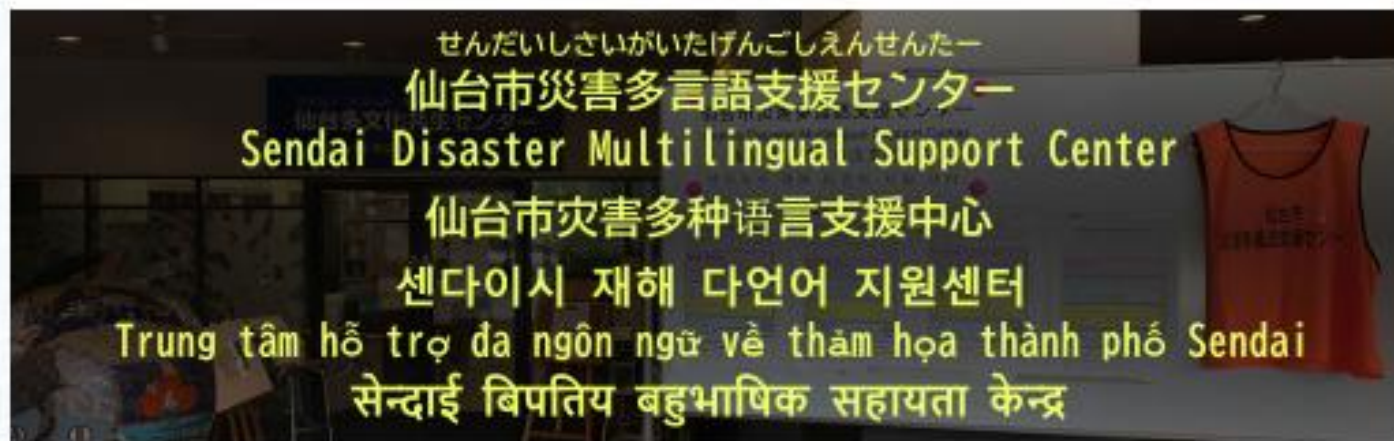 せんだいしさいがいたげんごしえんせんたー
仙台市災害多言語支援センター
Sendai Disaster Multilingual Support Center
仙台市灾害多种语言支援中心
센다이시 재해 다언어 지원센터
Trung tâm hỗ trợ đa ngôn ngữ về thảm họa thành phố Sendai
सेन्दाई बिपतिय बहुभाषिक सहायता केन्द्र